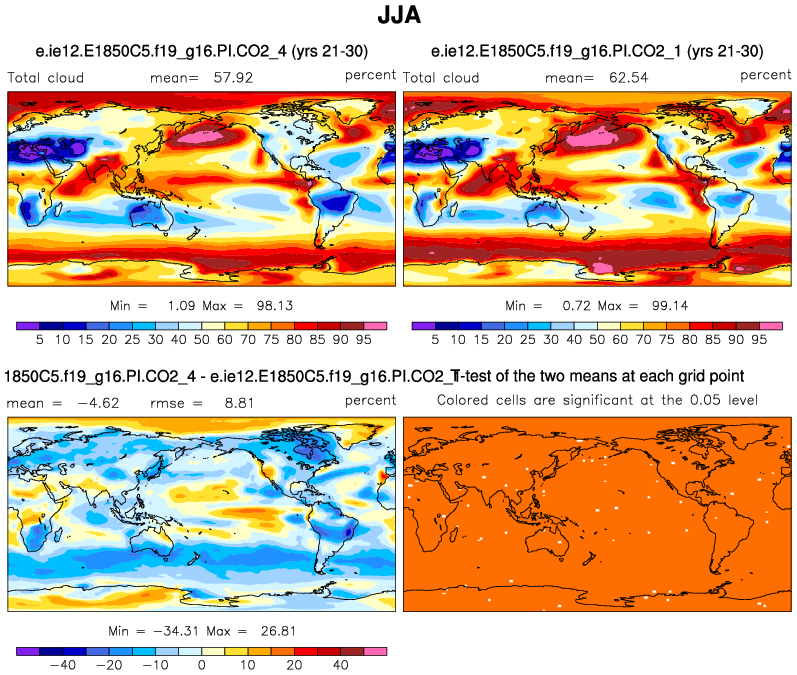 JJA
e.ie12.E1850C5.f19_g16.PI.CO2_4 (yrs 21-30)
e.ie12.E1850C5.f19_g16.PI.CO2_1 (yrs 21-30)
Total cloud mean= 57.92 percent
Total cloud mean= 62.54 percent
Min = 1.09 Max = 98.13
Min = 0.72 Max = 99.14
5 10 15 20 25 30 40 50 60 70 80 85 90 95
5 10 15 20 25 30 40 50 60 70 80 85 90 95
1850C5.f19_g16.PI.CO2_4 - e.ie12.E1850C5.f19_g16.PI.CO2_
T-test of the two means at each grid point
mean = -4.62 rmse = 8.81 percent
Colored cells are significant at the 0.05 level
Min = -34.31 Max = 26.81
-40 -20 -10 0 10 20 40